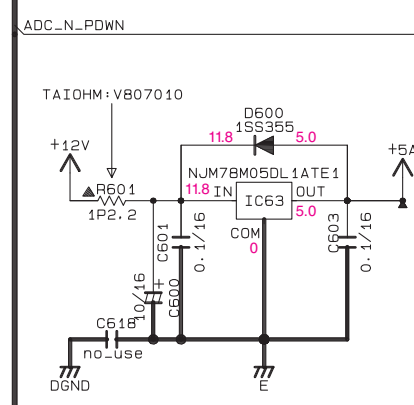 ADC_N_PDWN
TAIOHM:V807010
D600
1SS355
11.8 5.0
+12V
+5A
NJM78M05DL1ATE1
R601
1P2.2
11.8 IN IC63 OUT
5.0
COM
0
C601
0.1/16
C603
0.1/16
10/16
+
C600
C618
no_use
DGND
E